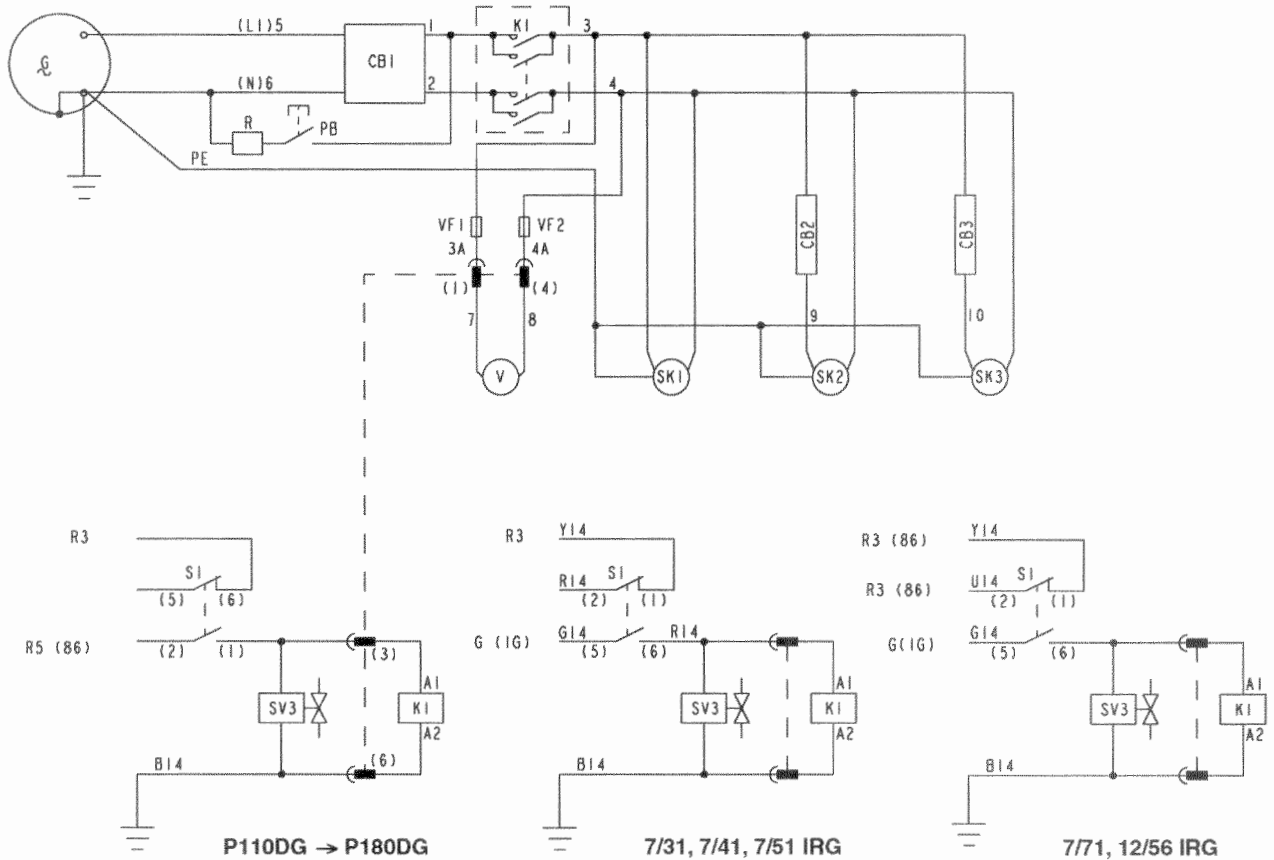 (L1)5
1
K1
3
G
CB1
(N)6
2
4
R
PB
PE
VF1
VF2
3A
4A
CB2
CB3
(1)
(4)
7
8
9
10
V
SK1
SK2
SK3
R3
S1
(5)
(6)
R5 (86)
(2)
(1)
(3)
SV3
A1
K1
A2
(6)
B14
P110DG → P180DG
R3
Y14
S1
R14
(2)
(1)
G (IG)
G14
R14
(5)
(6)
SV3
A1
K1
A2
B14
7/31, 7/41, 7/51 IRG
R3 (86)
Y14
R3 (86)
U14
S1
(2)
(1)
G(IG)
G14
(5)
(6)
SV3
A1
K1
A2
B14
7/71, 12/56 IRG